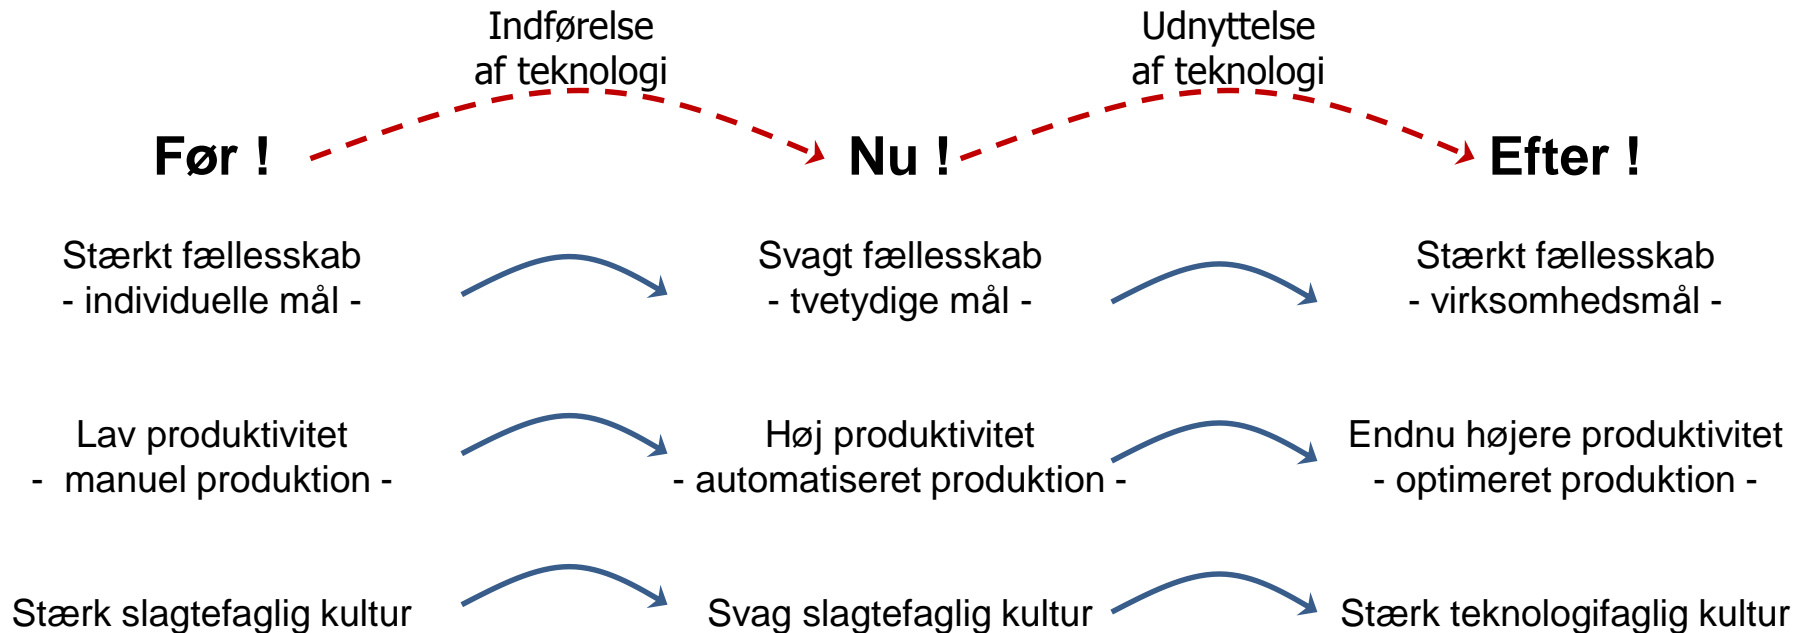 Indførelse
af teknologi
Udnyttelse
af teknologi
Før !
Nu !
Efter !
Stærkt fællesskab
- individuelle mål -
Svagt fællesskab
- tvetydige mål -
Stærkt fællesskab
- virksomhedsmål -
Lav produktivitet
- manuel produktion -
Høj produktivitet
- automatiseret produktion -
Endnu højere produktivitet
- optimeret produktion -
Stærk slagtefaglig kultur
Svag slagtefaglig kultur
Stærk teknologifaglig kultur